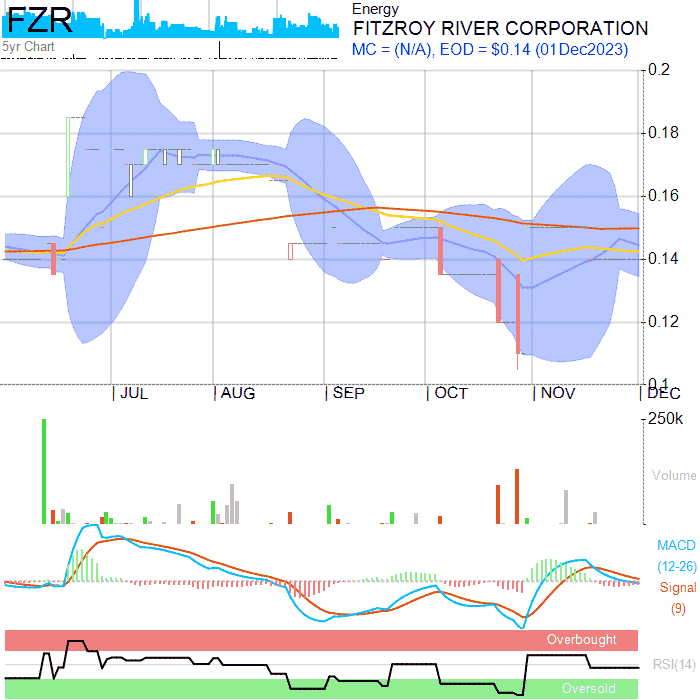 FZR
5yr Chart
Energy
FITZROY RIVER CORPORATION
MC = (N/A), EOD = $0.14 (01Dec2023)
0.2
0.18
0.16
0.14
0.12
0.1
JUL AUG SEP OCT NOV DEC
250k
Volume
MACD
(12-26)
Signal
(9)
Overbought
RSI(14)
Oversold